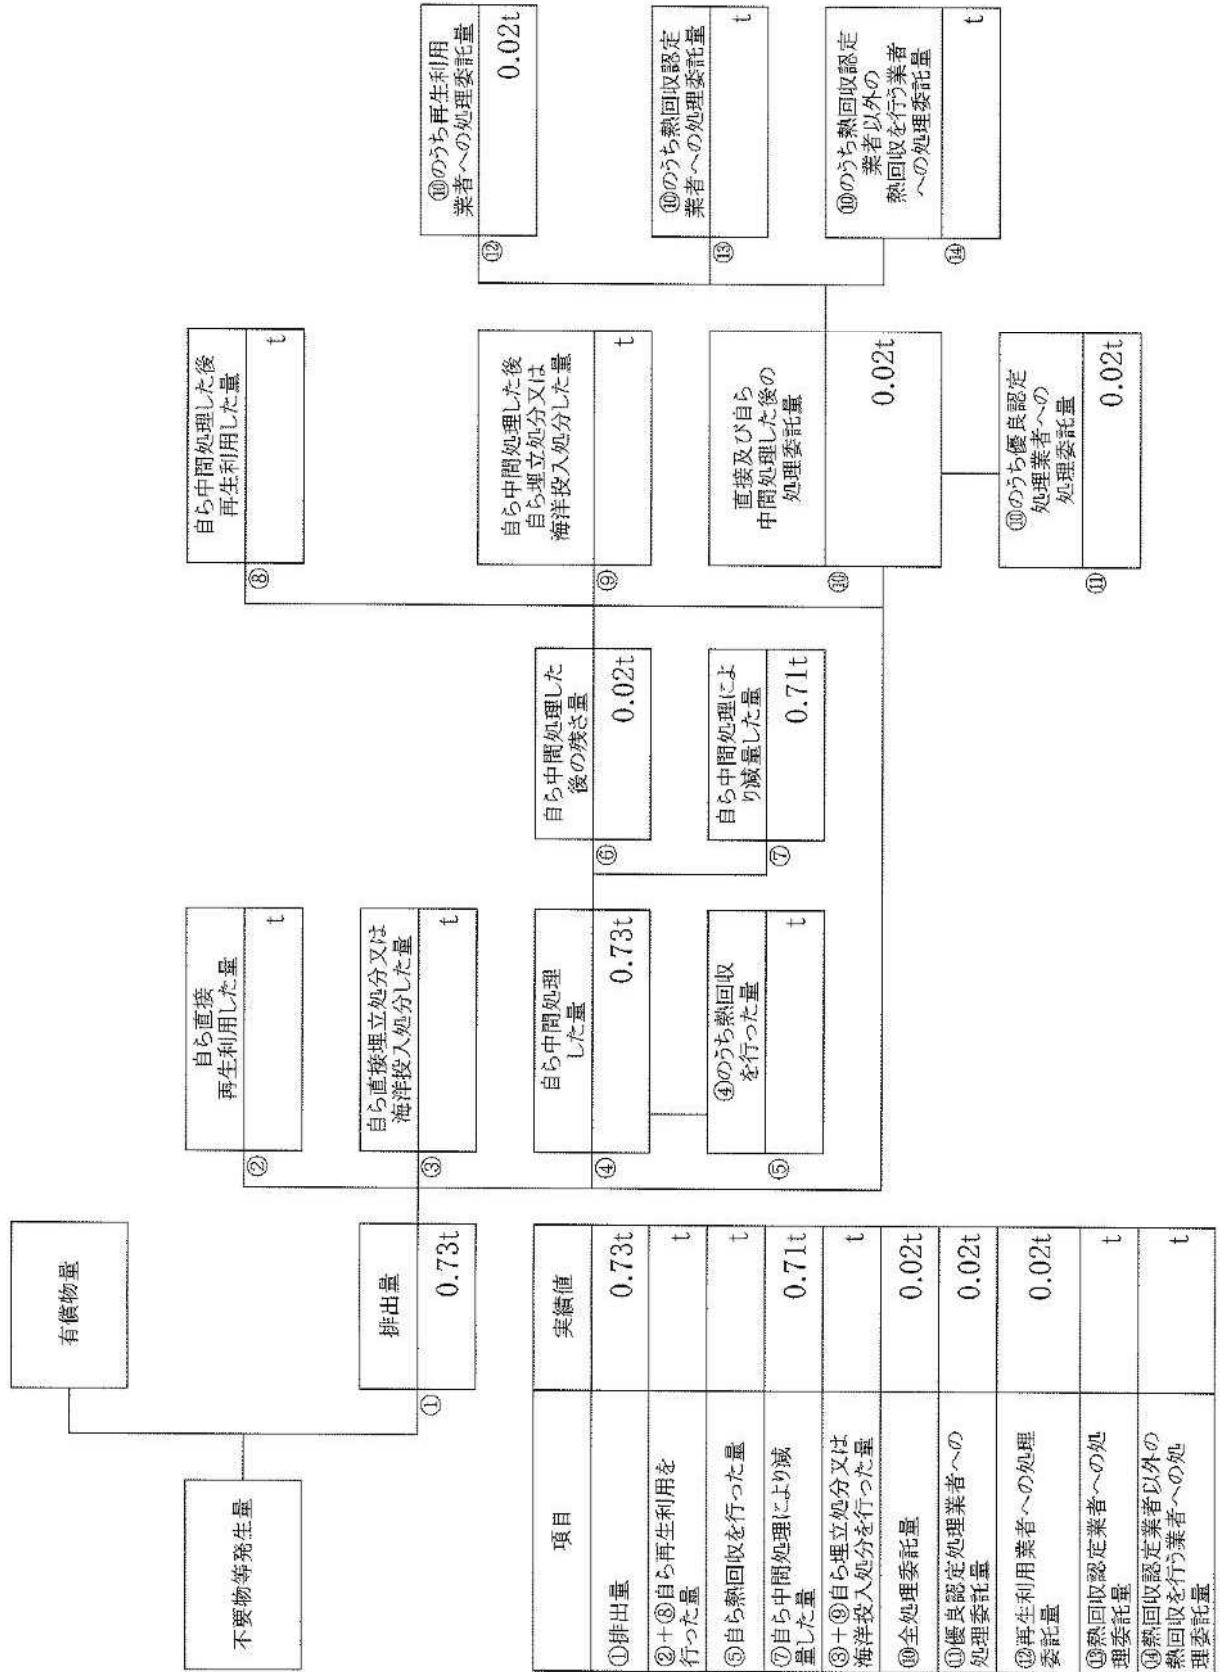 有償物量
不要物等発生量
排出量
①
0.73t
自ら直接
再生利用した量
②
t
自ら直接埋立処分又は
海洋投入処分した量
③
t
自ら中間処理
した量
④
0.73t
④のうち熱回収
を行った量
⑤
t
自ら中間処理した
後の残さ量
⑥
0.02t
自ら中間処理によ
り減量した量
⑦
0.71t
自ら中間処理した後
再生利用した量
⑧
t
自ら中間処理した後
自ら埋立処分又は
海洋投入処分した量
⑨
t
直接及び自ら
中間処理した後の
処理委託量
⑩
0.02t
⑩のうち優良認定
処理業者への
処理委託量
⑪
0.02t
⑩のうち再生利用
業者への処理委託量
⑫
0.02t
⑩のうち熱回収認定
業者への処理委託量
⑬
t
⑩のうち熱回収認定
業者以外の
熱回収を行う業者
への処理委託量
⑭
t
項目 実績値
①排出量 0.73t
②+⑧自ら再生利用を
行った量 t
⑤自ら熱回収を行った量 t
⑦自ら中間処理により減
量した量 0.71t
③+⑨自ら埋立処分又は
海洋投入処分を行った量 t
⑩全処理委託量 0.02t
⑪優良認定処理業者への
処理委託量 0.02t
⑫再生利用業者への処理
委託量 0.02t
⑬熱回収認定業者への処
理委託量 t
⑭熱回収認定業者以外の
熱回収を行う業者への処
理委託量 t